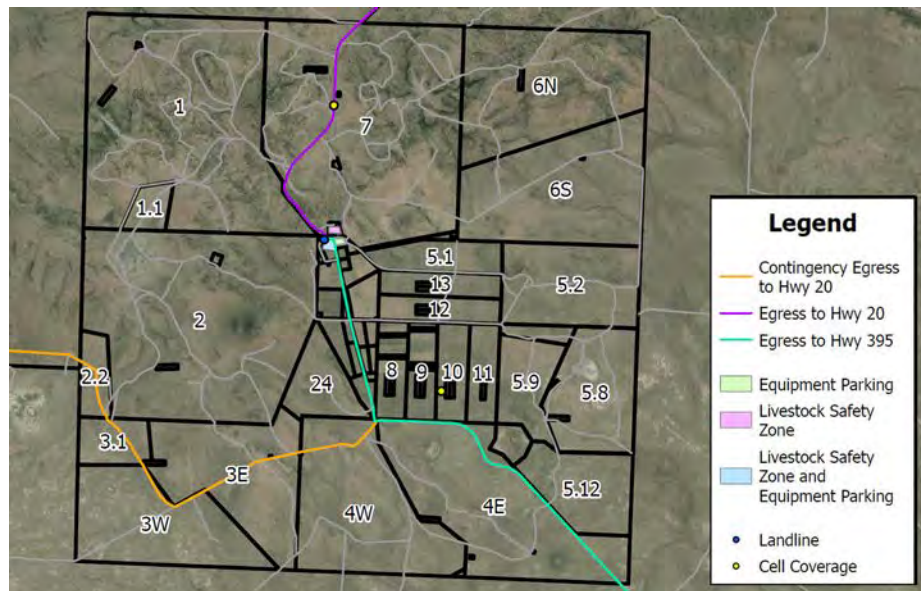 6N
1
7
6S
1.1
5.1
5.2
13
12
2
2.2
24
8
9
10
11
5.9
5.8
3.1
3E
3W
4W
4E
5.12
Legend
Contingency Egress
to Hwy 20
Egress to Hwy 20
Egress to Hwy 395
Equipment Parking
Livestock Safety
Zone
Livestock Safety
Zone and
Equipment Parking
Landline
Cell Coverage